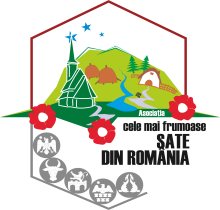 Asociația
cele mai frumoase
SATE
DIN ROMÂNIA